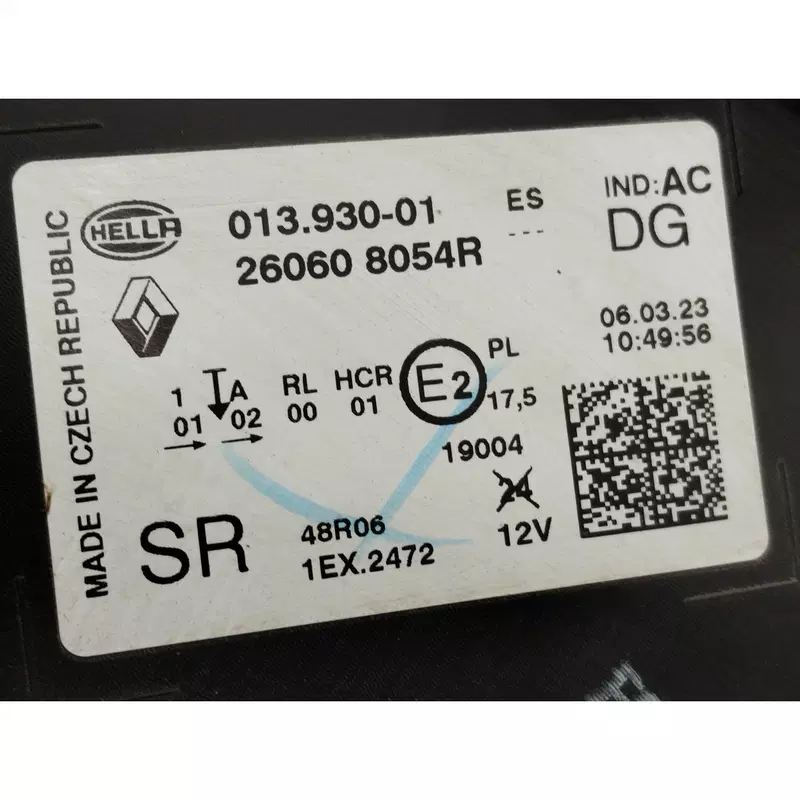 MADE IN CZECH REPUBLIC
HELLA
013.930-01
ES
IND:AC
26060 8054R
---
DG
06.03.23
10:49:56
1
A
RL
HCR
E2
PL
01
02
00
01
17,5
19004
24
SR
48R06
12V
1EX.2472